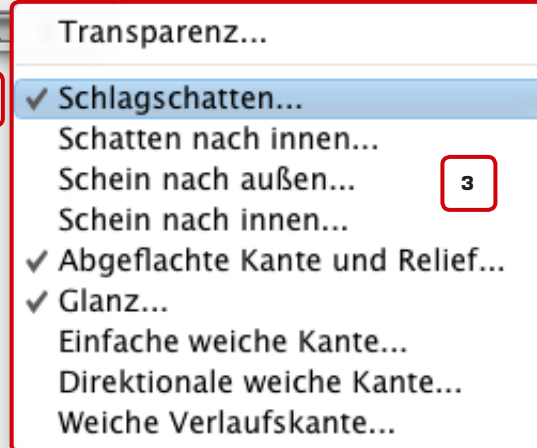 Transparenz...
Schlagschatten...
Schatten nach innen...
Schein nach außen...
3
Schein nach innen...
Abgeflachte Kante und Relief...
Glanz...
Einfache weiche Kante...
Direktionale weiche Kante...
Weiche Verlaufskante...